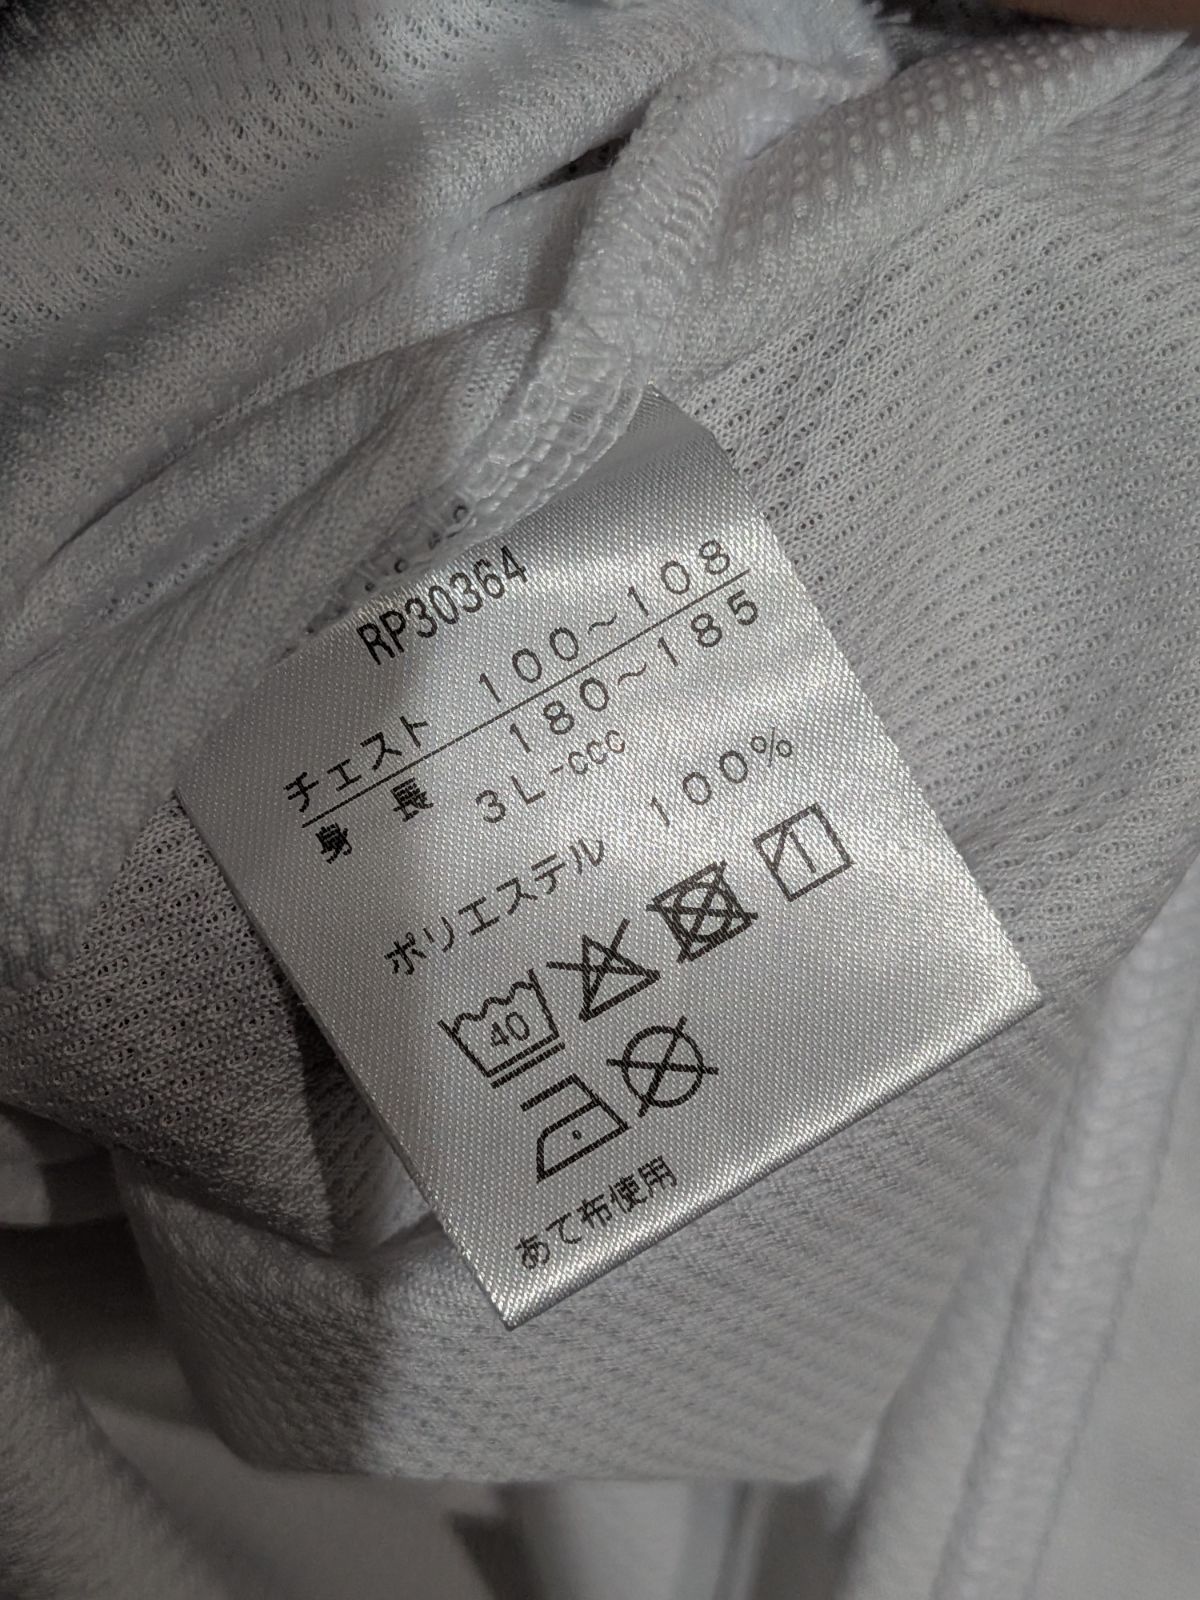 RP30364
チェスト 100~108
身長 180~185
3L-CCC
ポリエステル 100%
40
あて布使用